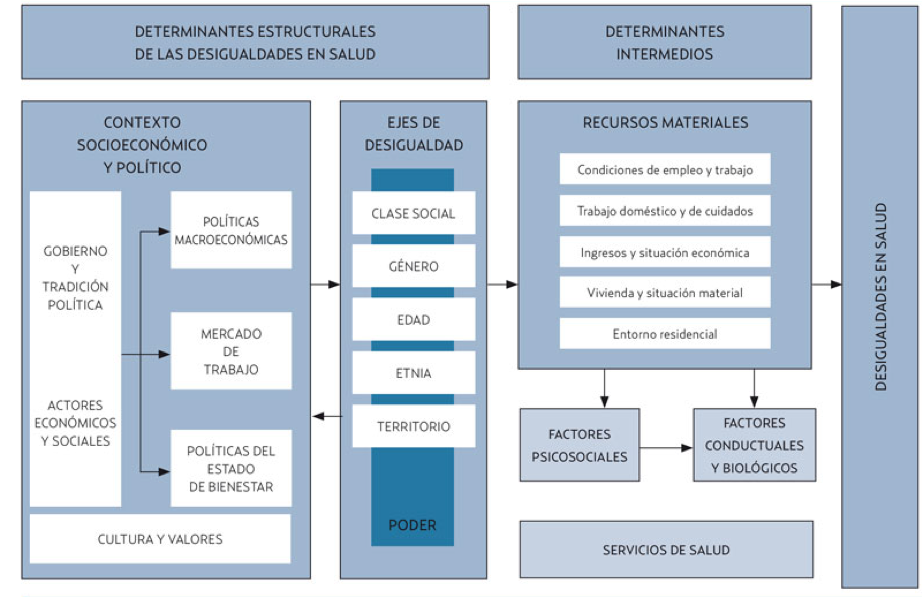 DETERMINANTES ESTRUCTURALES
DE LAS DESIGUALDADES EN SALUD
DETERMINANTES
INTERMEDIOS
CONTEXTO
SOCIOECONÓMICO
Y POLÍTICO
GOBIERNO
Y
TRADICIÓN
POLÍTICA
ACTORES
ECONÓMICOS
Y SOCIALES
POLÍTICAS
MACROECONÓMICAS
MERCADO
DE
TRABAJO
POLÍTICAS DEL
ESTADO
DE BIENESTAR
CULTURA Y VALORES
EJES DE
DESIGUALDAD
CLASE SOCIAL
GÉNERO
EDAD
ETNIA
TERRITORIO
PODER
RECURSOS MATERIALES
Condiciones de empleo y trabajo
Trabajo doméstico y de cuidados
Ingresos y situación económica
Vivienda y situación material
Entorno residencial
FACTORES
PSICOSOCIALES
FACTORES
CONDUCTUALES
Y BIOLÓGICOS
SERVICIOS DE SALUD
DESIGUALDADES EN SALUD